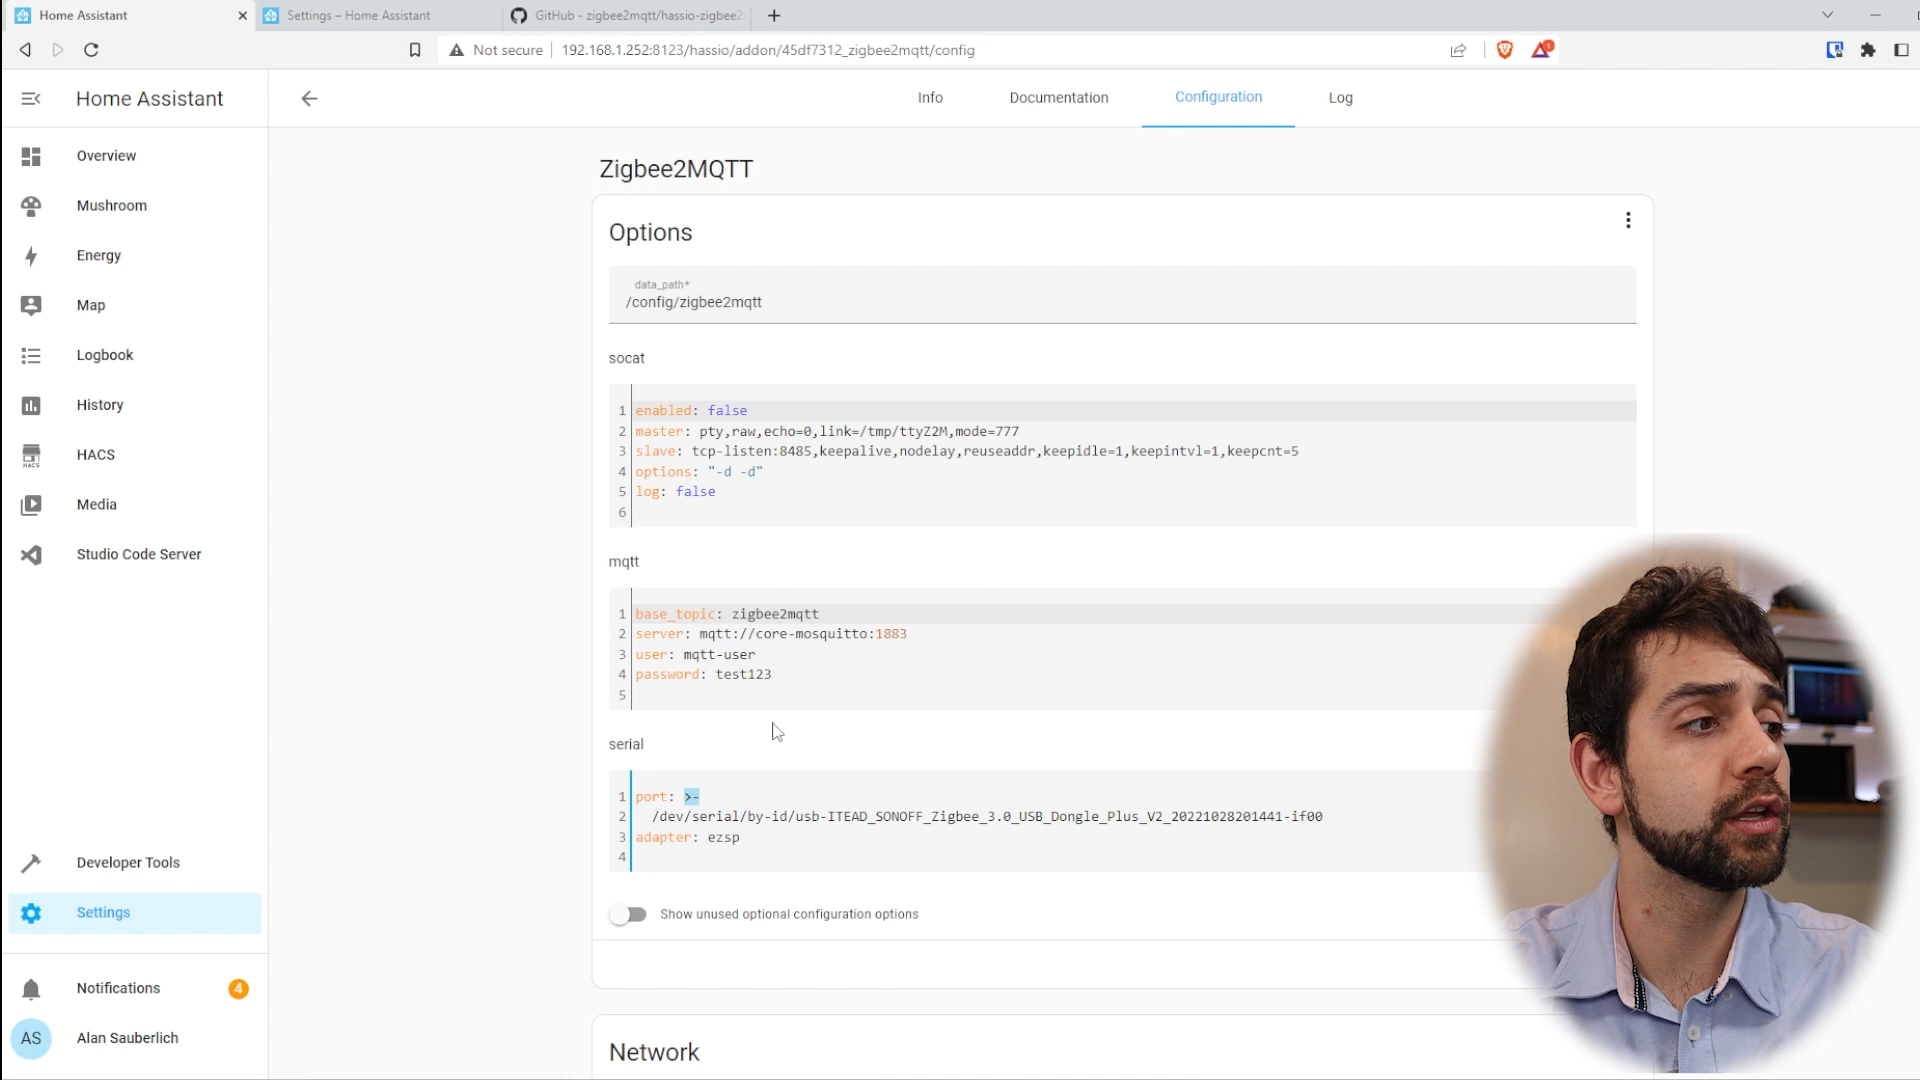 Home Assistant
Settings – Home Assistant
GitHub - zigbee2mqtt/hassio-zigbee2
Not secure
192.168.1.252:8123/hassio/addon/45df7312_zigbee2mqtt/config
1
Home Assistant
Info
Documentation
Configuration
Log
Overview
Mushroom
Energy
Map
Logbook
History
HACS
HACS
Media
Studio Code Server
Developer Tools
Settings
Notifications
4
AS
Alan Sauberlich
Zigbee2MQTT
Options
data_path*
/config/zigbee2mqtt
socat
1 enabled: false
2 master: pty,raw,echo=0,link=/tmp/ttyZ2M,mode=777
3 slave: tcp-listen:8485,keepalive,nodelay,reuseaddr,keepidle=1,keepintvl=1,keepcnt=5
4 options: "-d -d"
5 log: false
6
mqtt
1 base_topic: zigbee2mqtt
2 server: mqtt://core-mosquitto:1883
3 user: mqtt-user
4 password: test123
5
serial
1 port: >-
2 /dev/serial/by-id/usb-ITEAD_SONOFF_Zigbee_3.0_USB_Dongle_Plus_V2_20221028201441-if00
3 adapter: ezsp
4
Show unused optional configuration options
Network